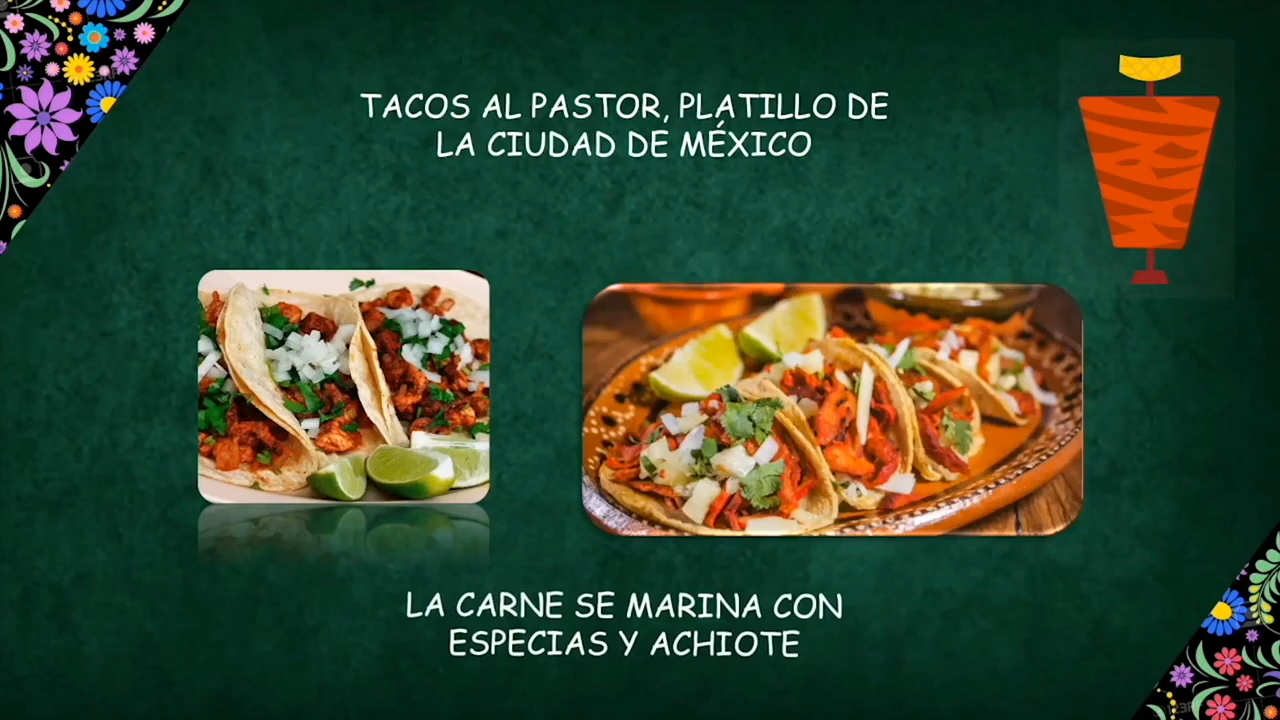 TACOS AL PASTOR, PLATILLO DE
LA CIUDAD DE MÉXICO
LA CARNE SE MARINA CON
ESPECIAS Y ACHIOTE